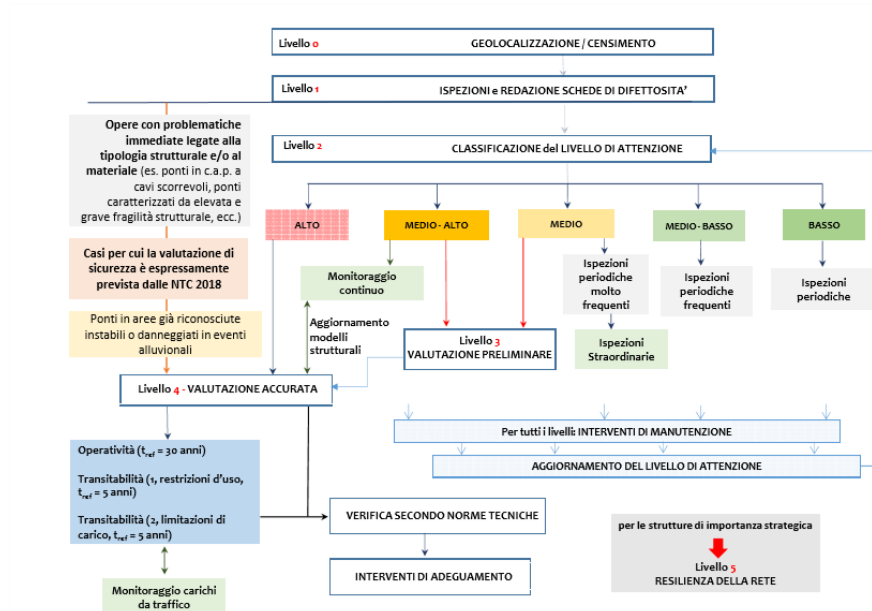 Livello 0 GEOLOCALIZZAZIONE / CENSIMENTO
Livello 1 ISPEZIONI e REDAZIONE SCHEDE DI DIFETTOSITA'
Opere con problematiche
immediate legate alla
tipologia strutturale e/o al
materiale (es. ponti in c.a.p. a
cavi scorrevoli, ponti
caratterizzati da elevata e
grave fragilità strutturale, ecc.)
Livello 2 CLASSIFICAZIONE del LIVELLO DI ATTENZIONE
ALTO
MEDIO - ALTO
MEDIO
MEDIO - BASSO
BASSO
Casi per cui la valutazione di
sicurezza è espressamente
prevista dalle NTC 2018
Monitoraggio
continuo
Ispezioni
periodiche
molto
frequenti
Ispezioni
periodiche
frequenti
Ispezioni
periodiche
Ponti in aree già riconosciute
instabili o danneggiati in eventi
alluvionali
Aggiornamento
modelli
strutturali
Livello 3
VALUTAZIONE PRELIMINARE
Ispezioni
Straordinarie
Livello 4 - VALUTAZIONE ACCURATA
Per tutti i livelli: INTERVENTI DI MANUTENZIONE
AGGIORNAMENTO DEL LIVELLO DI ATTENZIONE
Operatività (tref = 30 anni)
Transitabilità (1, restrizioni d'uso,
tref = 5 anni)
Transitabilità (2, limitazioni di
carico, tref = 5 anni)
VERIFICA SECONDO NORME TECNICHE
INTERVENTI DI ADEGUAMENTO
per le strutture di importanza strategica
Livello 5
RESILIENZA DELLA RETE
Monitoraggio carichi
da traffico